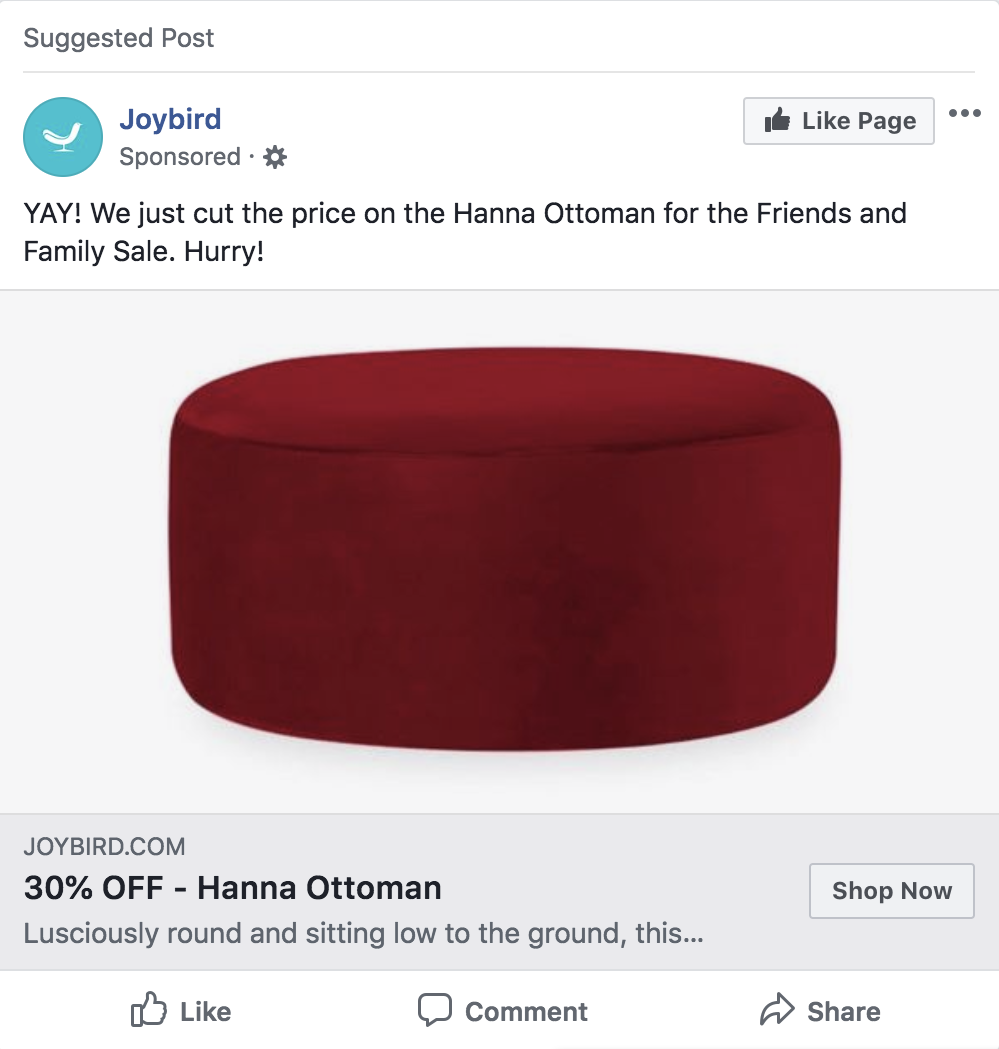 Suggested Post
Joybird
Like Page
Sponsored ·
YAY! We just cut the price on the Hanna Ottoman for the Friends and
Family Sale. Hurry!
JOYBIRD.COM
30% OFF - Hanna Ottoman
Shop Now
Lusciously round and sitting low to the ground, this...
Like
Comment
Share